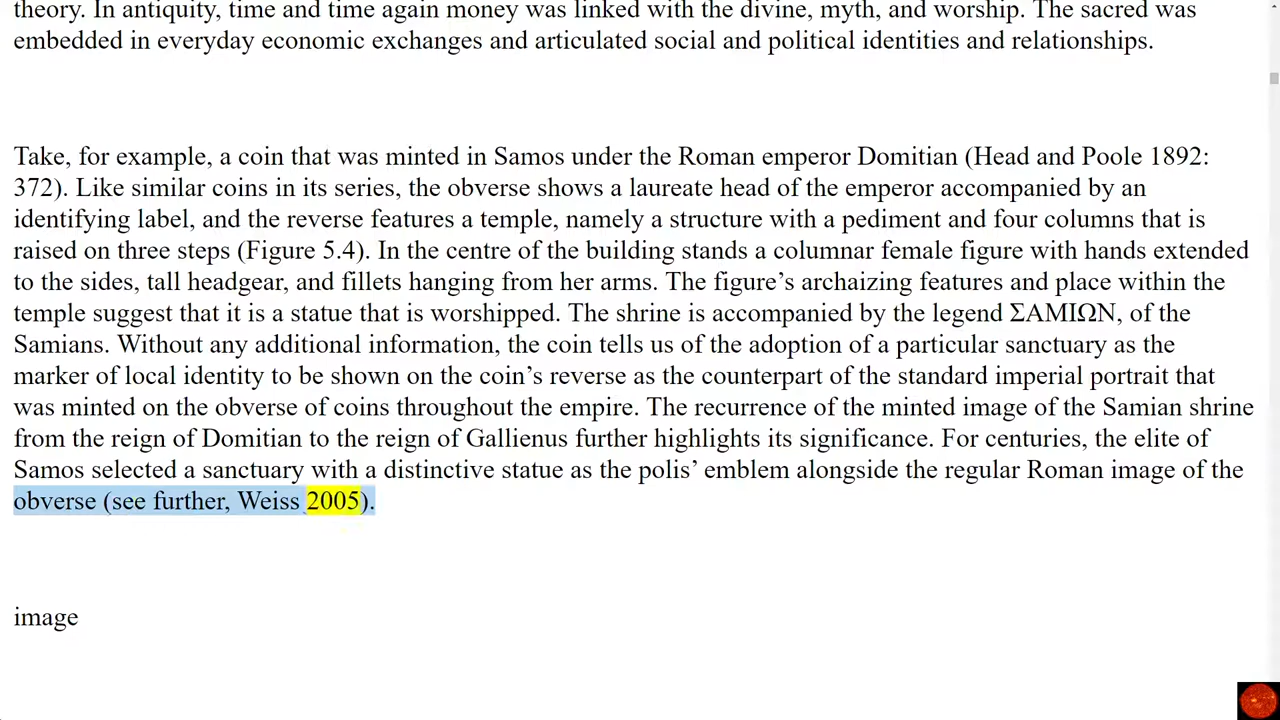 theory. In antiquity, time and time again money was linked with the divine, myth, and worship. The sacred was
embedded in everyday economic exchanges and articulated social and political identities and relationships.
Take, for example, a coin that was minted in Samos under the Roman emperor Domitian (Head and Poole 1892:
372). Like similar coins in its series, the obverse shows a laureate head of the emperor accompanied by an
identifying label, and the reverse features a temple, namely a structure with a pediment and four columns that is
raised on three steps (Figure 5.4). In the centre of the building stands a columnar female figure with hands extended
to the sides, tall headgear, and fillets hanging from her arms. The figure’s archaizing features and place within the
temple suggest that it is a statue that is worshipped. The shrine is accompanied by the legend ΣΑΜΙΩΝ, of the
Samians. Without any additional information, the coin tells us of the adoption of a particular sanctuary as the
marker of local identity to be shown on the coin’s reverse as the counterpart of the standard imperial portrait that
was minted on the obverse of coins throughout the empire. The recurrence of the minted image of the Samian shrine
from the reign of Domitian to the reign of Gallienus further highlights its significance. For centuries, the elite of
Samos selected a sanctuary with a distinctive statue as the polis’ emblem alongside the regular Roman image of the
obverse (see further, Weiss 2005).
image